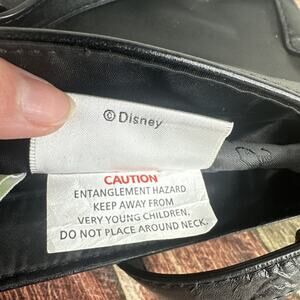 ©Disney
CAUTION
ENTANGLEMENT HAZARD
KEEP AWAY FROM
VERY YOUNG CHILDREN.
DO NOT PLACE AROUND NECK.